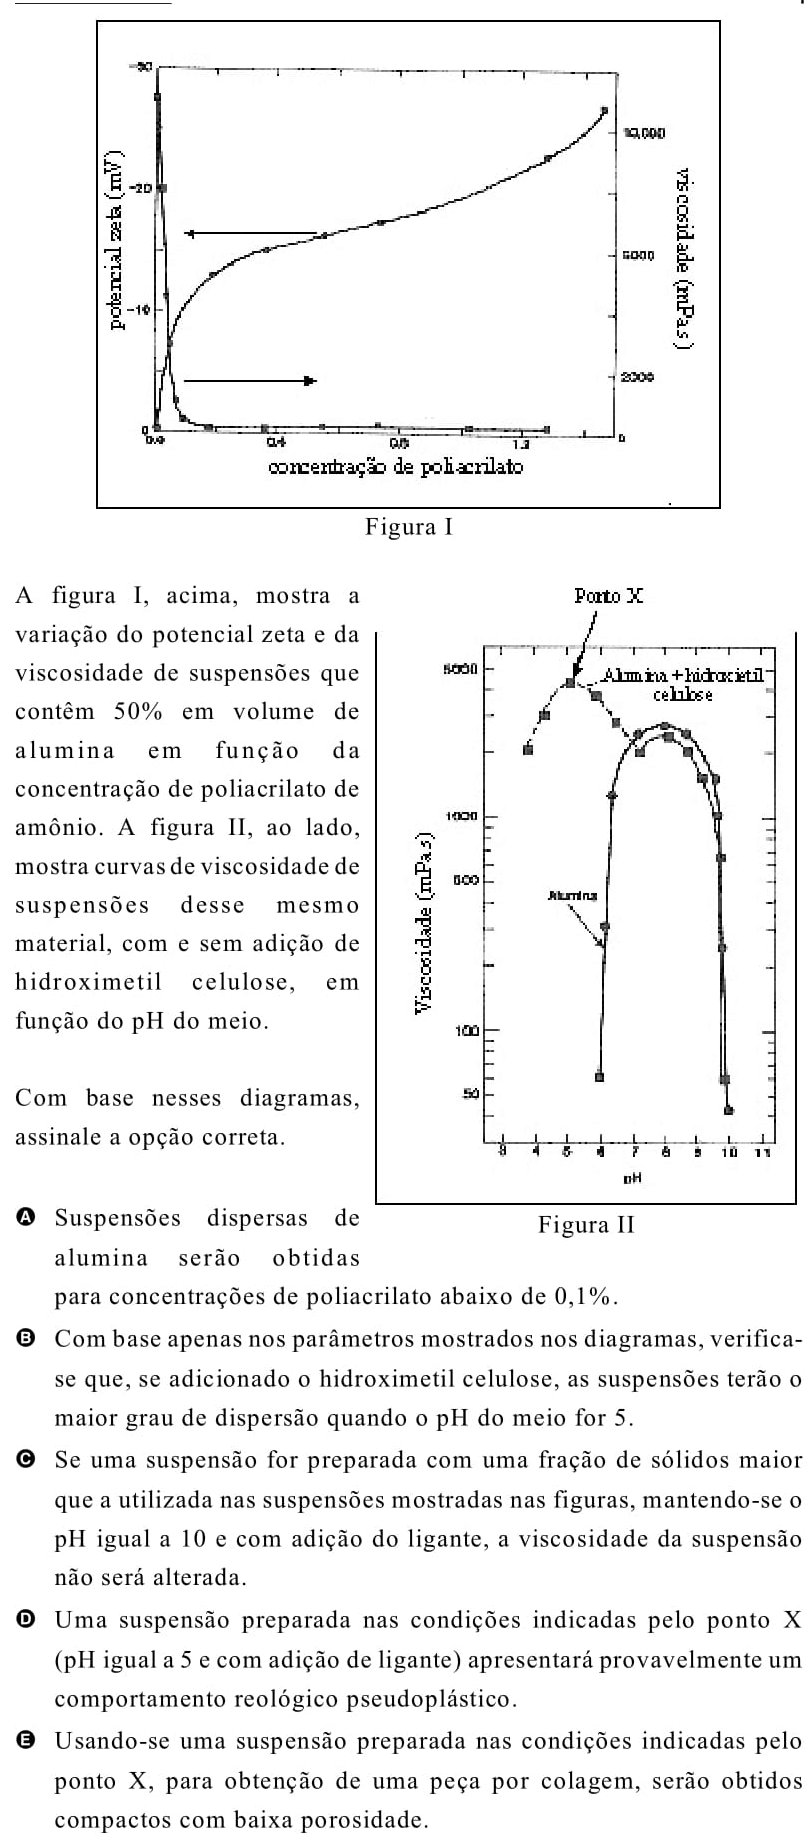 -30
-20
-10
0
potencial zeta (mV)
10,000
6000
2000
0
viscosidade (mPa.s)
0.0 0.4 0.8 1.2
concentração de poliacrilato
Figura I
A figura I, acima, mostra a
variação do potencial zeta e da
viscosidade de suspensões que
contêm 50% em volume de
alumina em função da
concentração de poliacrilato de
amônio. A figura II, ao lado,
mostra curvas de viscosidade de
suspensões desse mesmo
material, com e sem adição de
hidroximetil celulose, em
função do pH do meio.
Com base nesses diagramas,
assinale a opção correta.
Ponto X
Alumina + hidroxietil
celulose
Alumina
Viscosidade (mPa.s)
5000
1000
500
100
50
3 4 5 6 7 8 9 10 11
pH
Figura II
A Suspensões dispersas de
alumina serão obtidas
para concentrações de poliacrilato abaixo de 0,1%.
B Com base apenas nos parâmetros mostrados nos diagramas, verifica-
se que, se adicionado o hidroximetil celulose, as suspensões terão o
maior grau de dispersão quando o pH do meio for 5.
C Se uma suspensão for preparada com uma fração de sólidos maior
que a utilizada nas suspensões mostradas nas figuras, mantendo-se o
pH igual a 10 e com adição do ligante, a viscosidade da suspensão
não será alterada.
D Uma suspensão preparada nas condições indicadas pelo ponto X
(pH igual a 5 e com adição de ligante) apresentará provavelmente um
comportamento reológico pseudoplástico.
E Usando-se uma suspensão preparada nas condições indicadas pelo
ponto X, para obtenção de uma peça por colagem, serão obtidos
compactos com baixa porosidade.